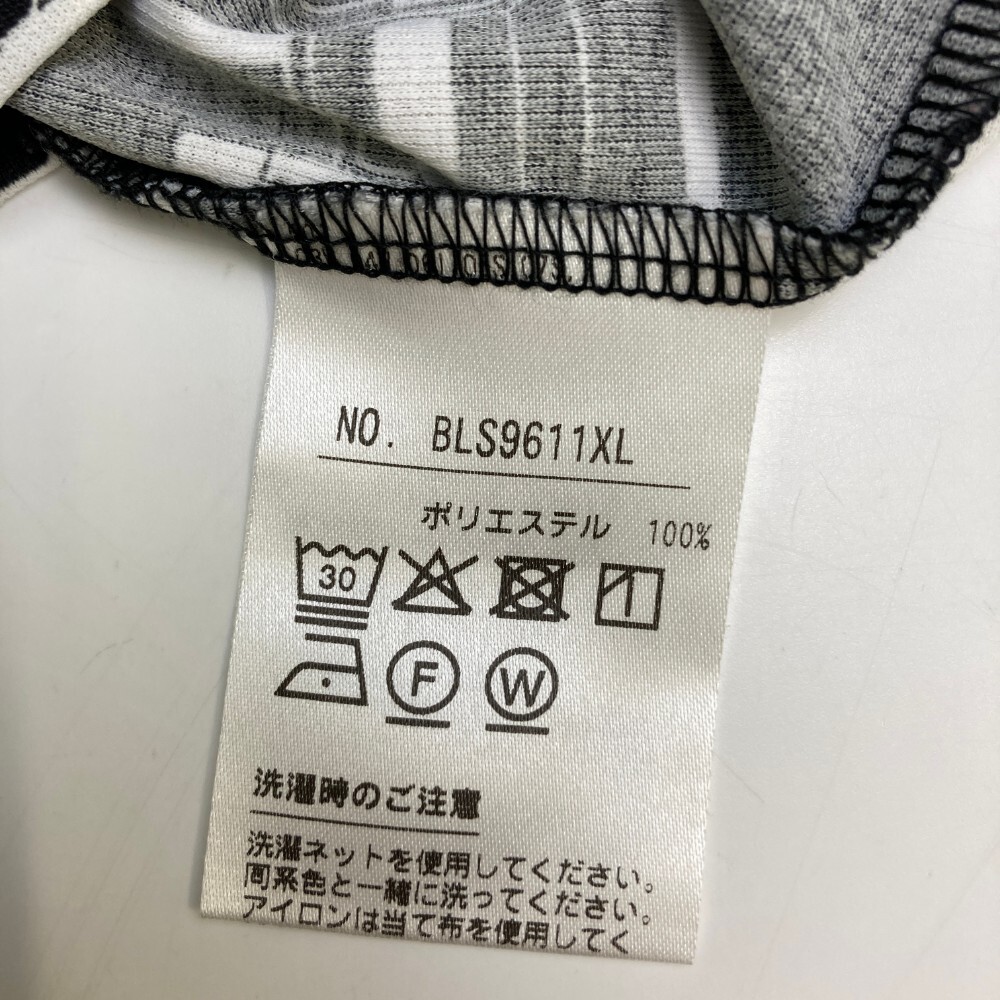 NO. BLS9611XL
ポリエステル 100%
30
F W
洗濯時のご注意
洗濯ネットを使用してください。
同系色と一緒に洗ってください。
アイロンは当て布を使用してく